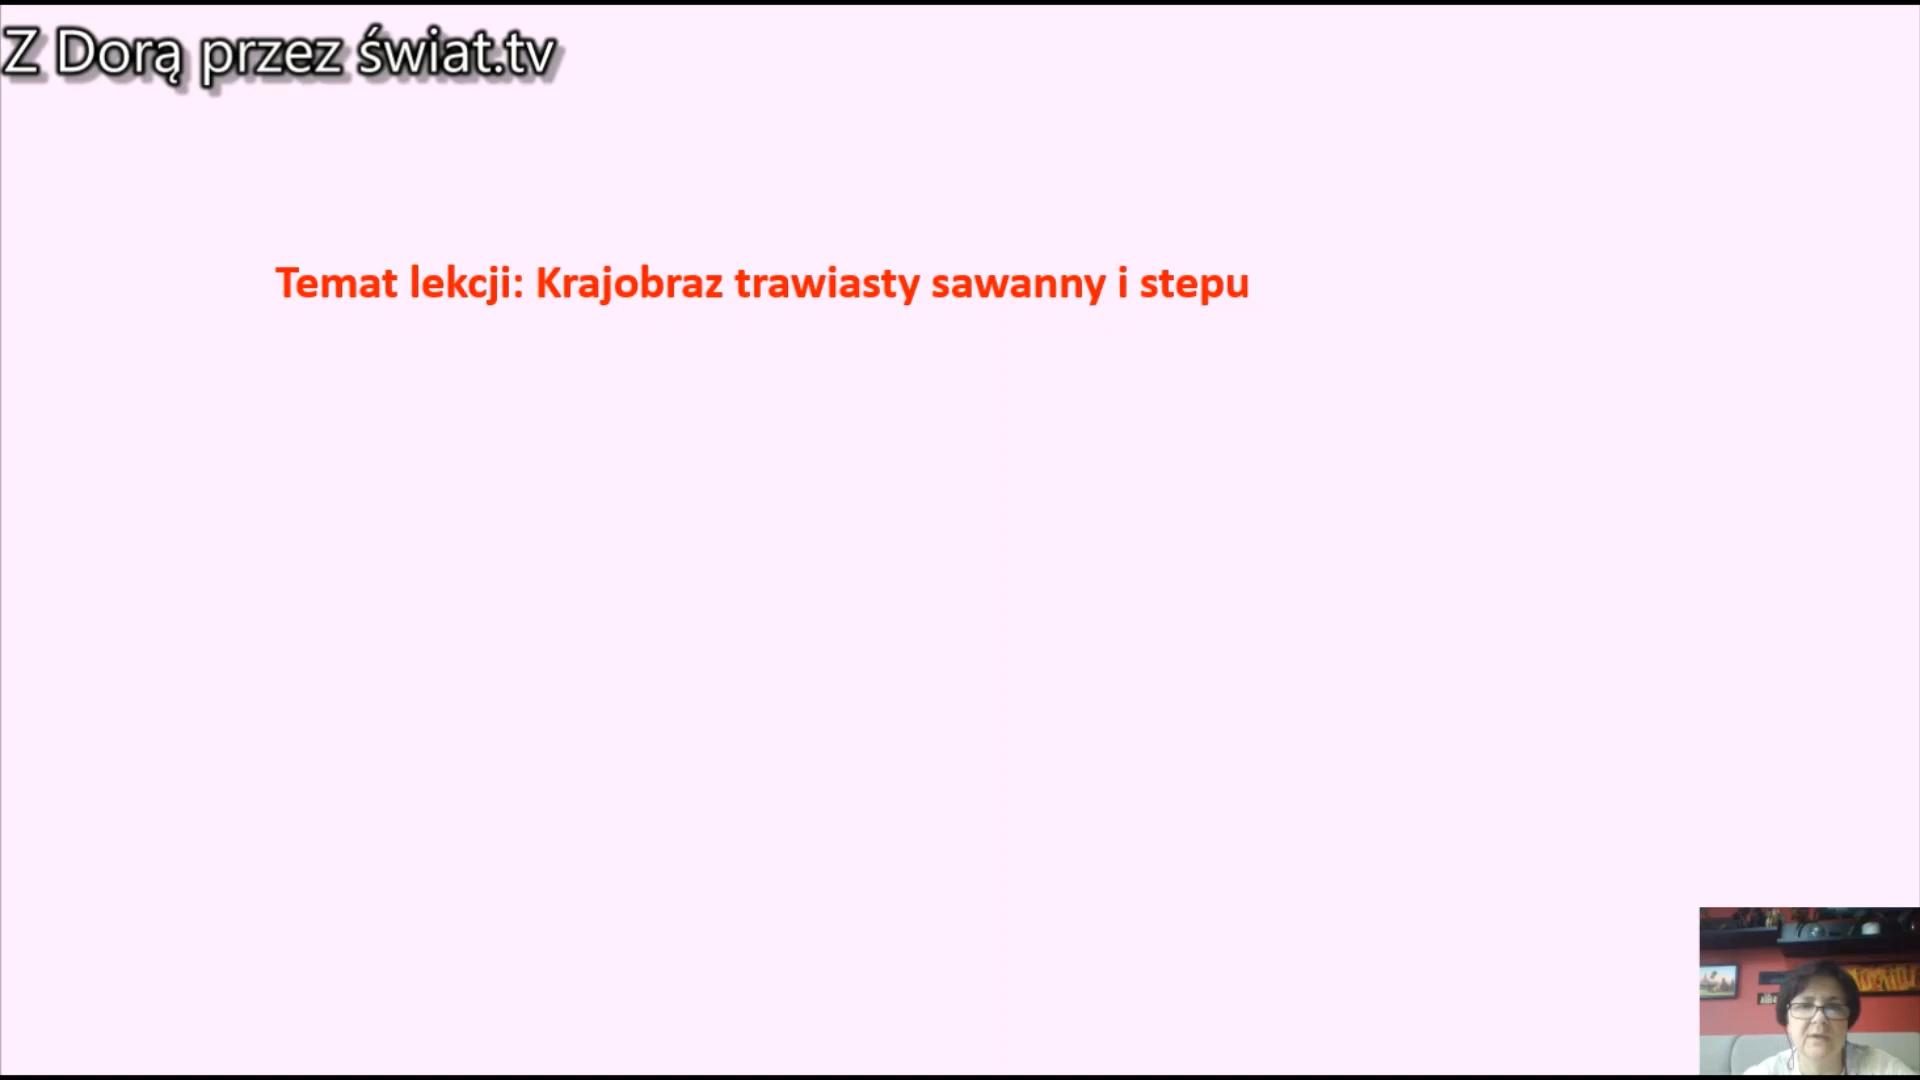 Z Dorą przez świat.tv
Temat lekcji: Krajobraz trawiasty sawanny i stepu